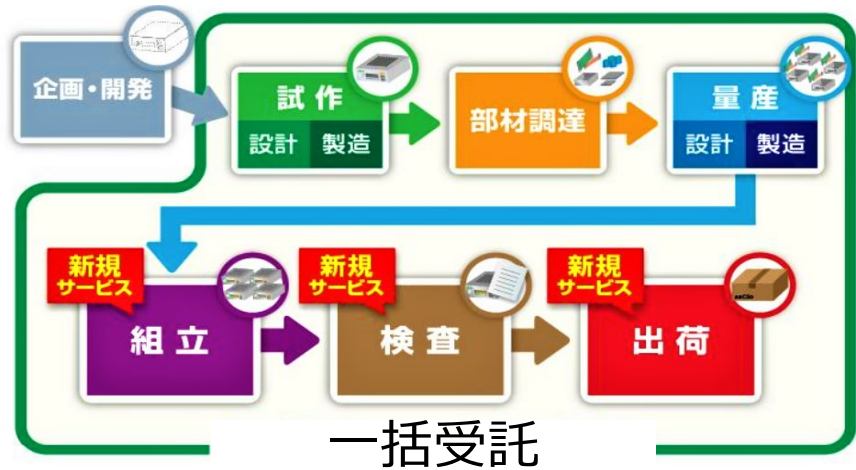 企画・開発
試作
設計 製造
部材調達
量産
設計 製造
新規
サービス
組立
新規
サービス
検査
新規
サービス
出荷
一括受託